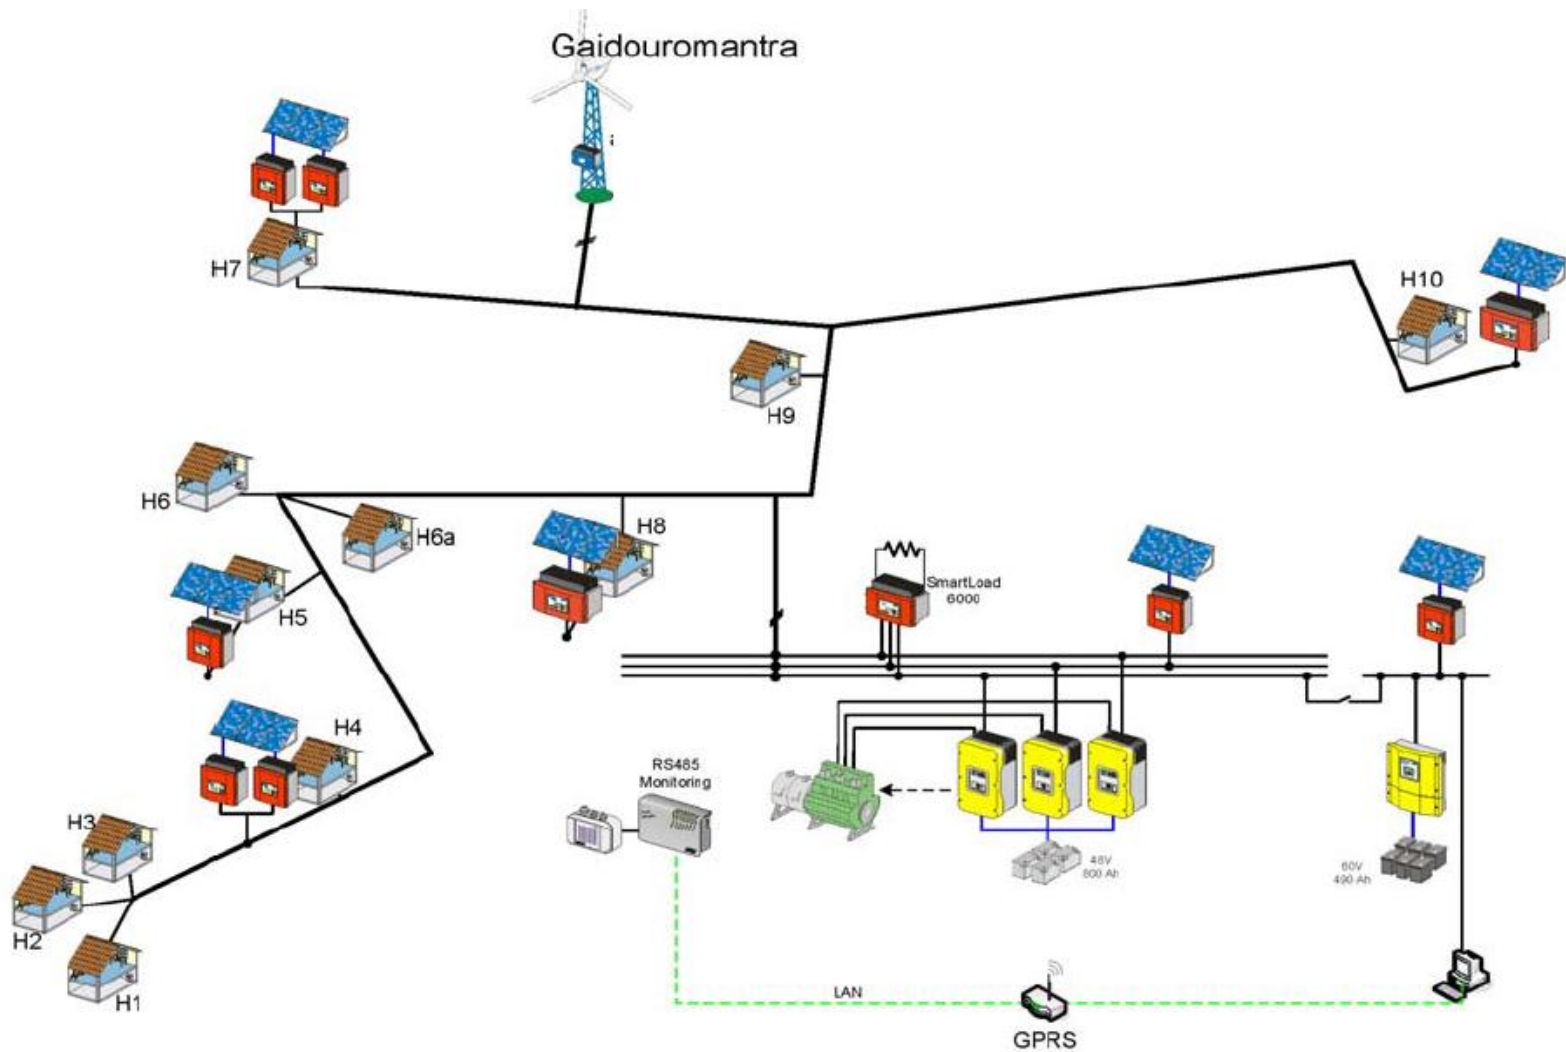 Gaidouromantra
H7
H10
H9
H6
H6a
H8
H5
SmartLoad
6000
H4
RS485
Monitoring
H3
H2
H1
48V
800 Ah
60V
490 Ah
LAN
GPRS